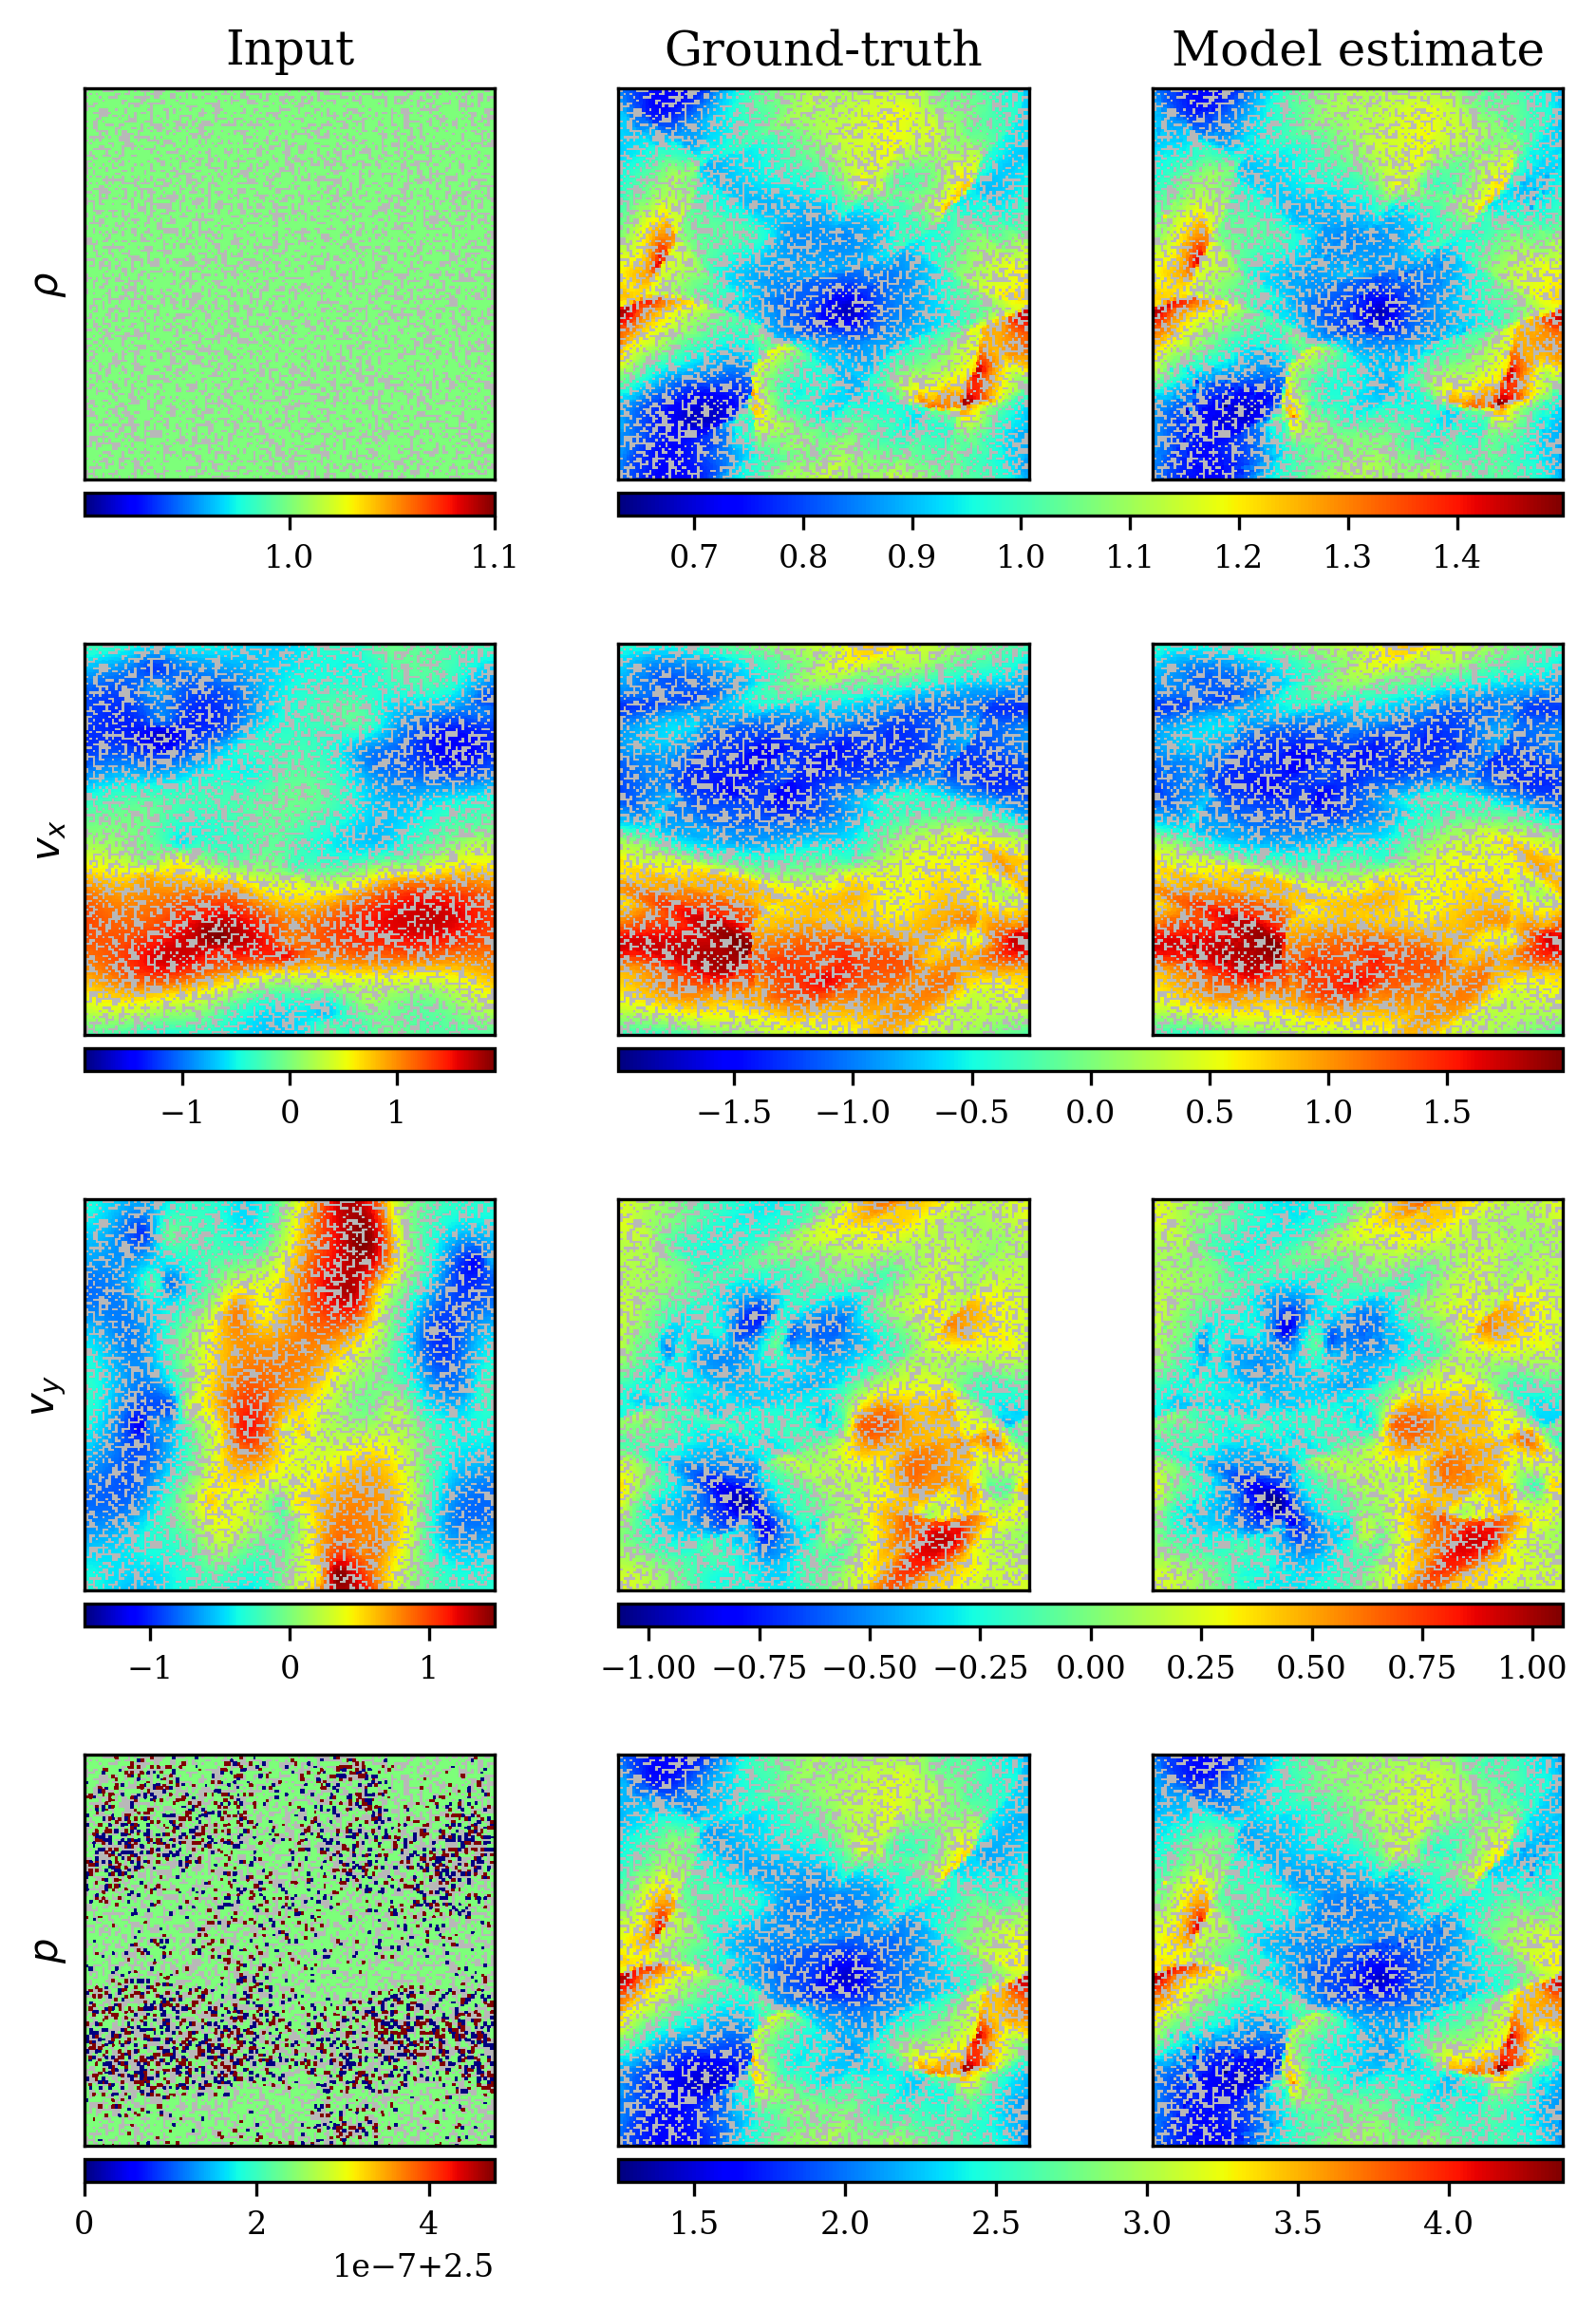 Input Ground-truth Model estimate
ρ
1.0 1.1 0.7 0.8 0.9 1.0 1.1 1.2 1.3 1.4
vx
−1 0 1 −1.5 −1.0 −0.5 0.0 0.5 1.0 1.5
vy
−1 0 1 −1.00 −0.75 −0.50 −0.25 0.00 0.25 0.50 0.75 1.00
p
0 2 4 1.5 2.0 2.5 3.0 3.5 4.0
1e−7+2.5